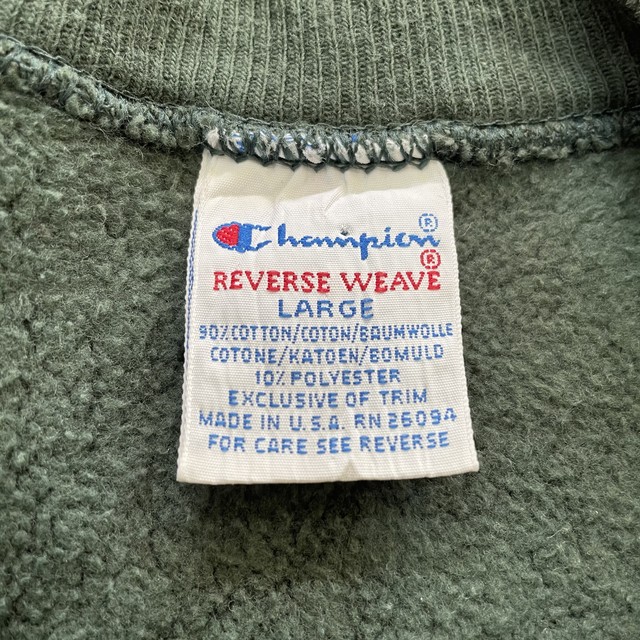 Champion®
REVERSE WEAVE®
LARGE
90% COTTON/COTON/BAUMWOLLE
COTONE/KATOEN/BOMULD
10% POLYESTER
EXCLUSIVE OF TRIM
MADE IN U.S.A. RN 26094
FOR CARE SEE REVERSE